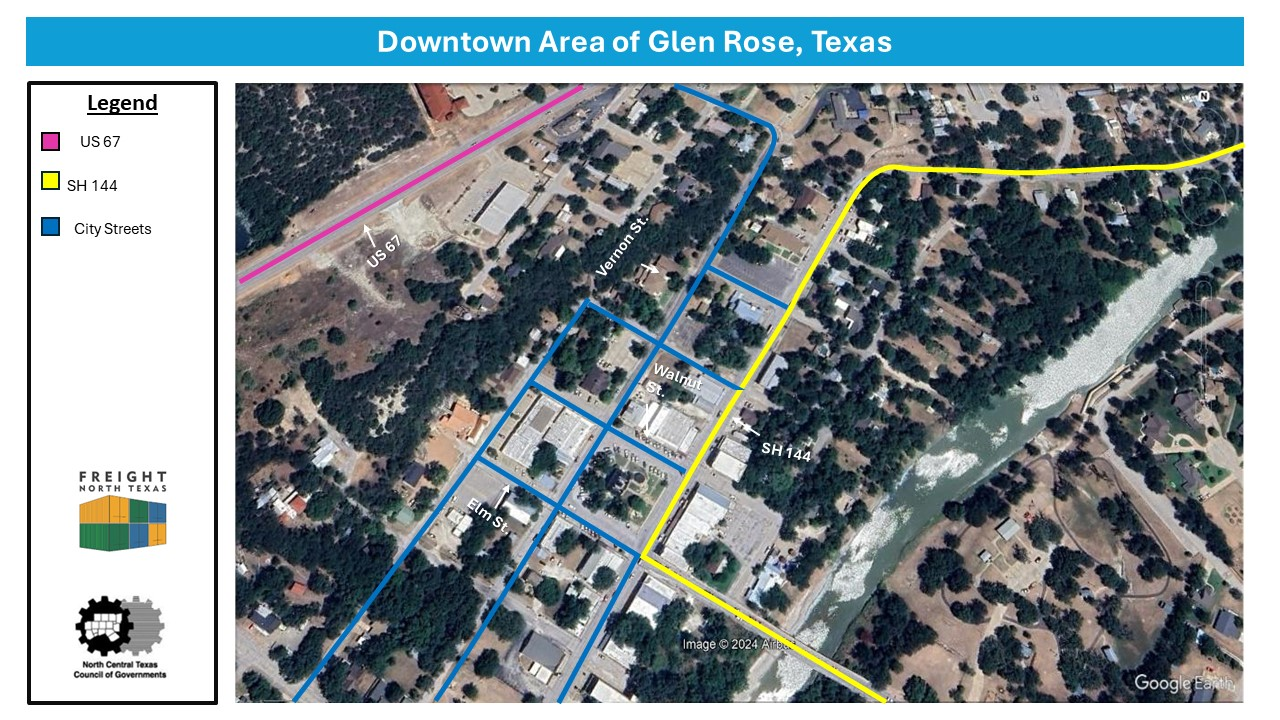 Downtown Area of Glen Rose, Texas
Legend
US 67
SH 144
City Streets
FREIGHT
NORTH TEXAS
North Central Texas
Council of Governments
N
US 67
Vernon St.
Walnut
St.
SH 144
Elm St.
Image © 2024
Google Earth